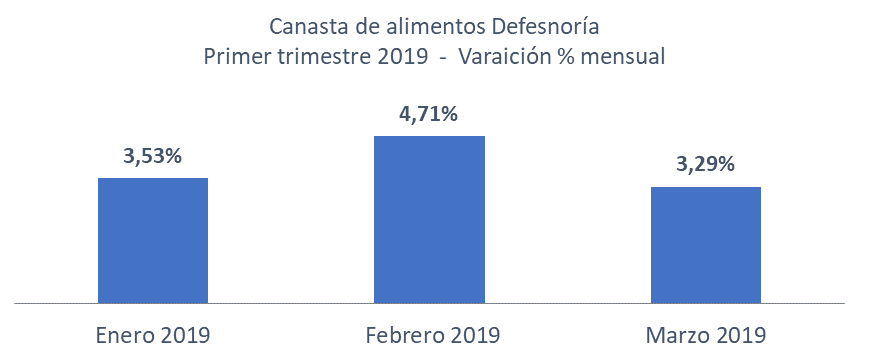 Canasta de alimentos Defesnoría
Primer trimestre 2019 - Varaición % mensual
4,71%
3,53%
3,29%
Enero 2019
Febrero 2019
Marzo 2019